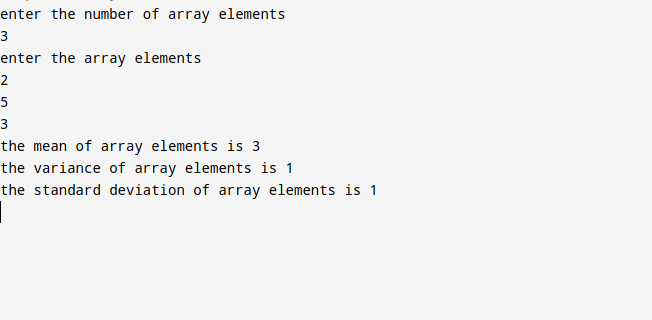 enter the number of array elements
3
enter the array elements
2
5
3
the mean of array elements is 3
the variance of array elements is 1
the standard deviation of array elements is 1